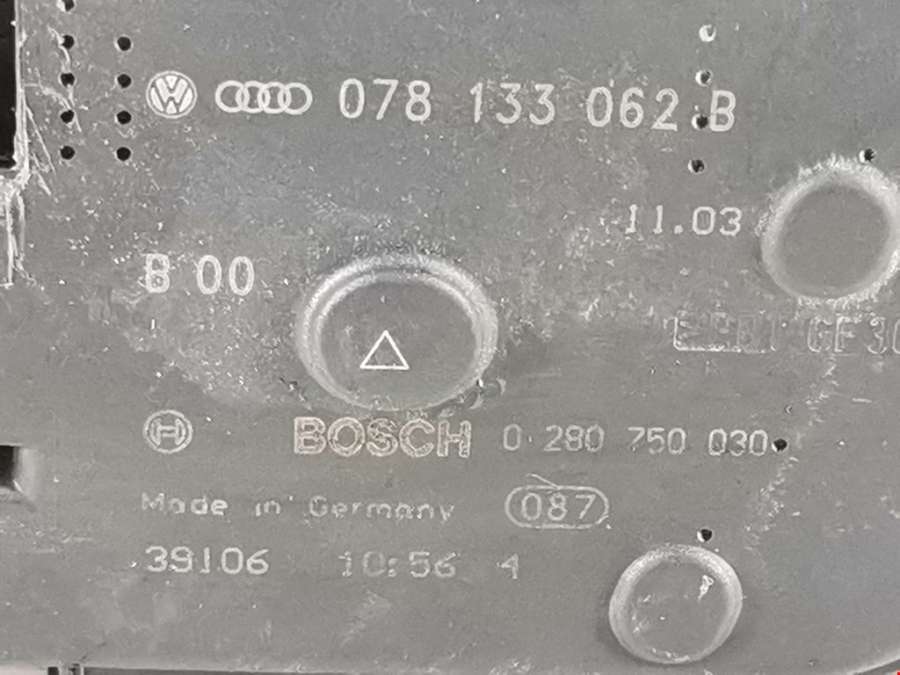 078 133 062 B
11.03
B 00
BOSCH 0 280 750 030
Made in Germany 087
39106 10:56 4